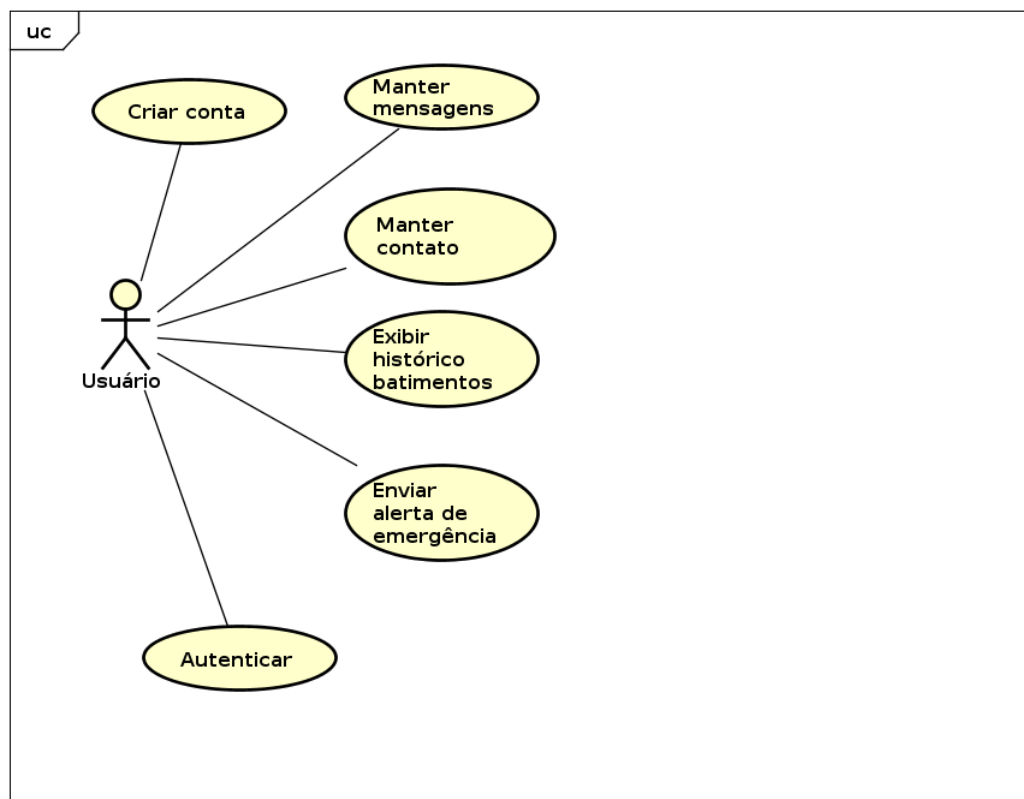 uc
Criar conta
Manter
mensagens
Manter
contato
Exibir
histórico
batimentos
Usuário
Enviar
alerta de
emergência
Autenticar